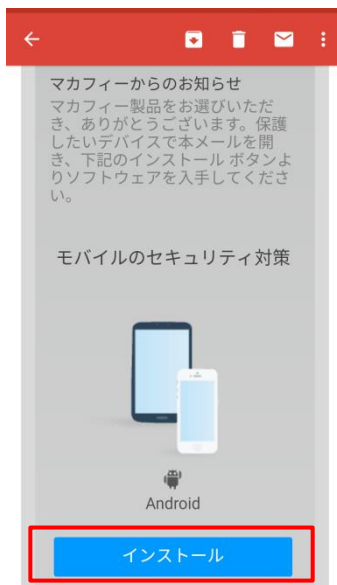 マカフィーからのお知らせ
マカフィー製品をお選びいただ
き、ありがとうございます。保護
したいデバイスで本メールを開
き、下記のインストール ボタンよ
りソフトウェアを入手してくださ
い。
モバイルのセキュリティ対策
Android
インストール